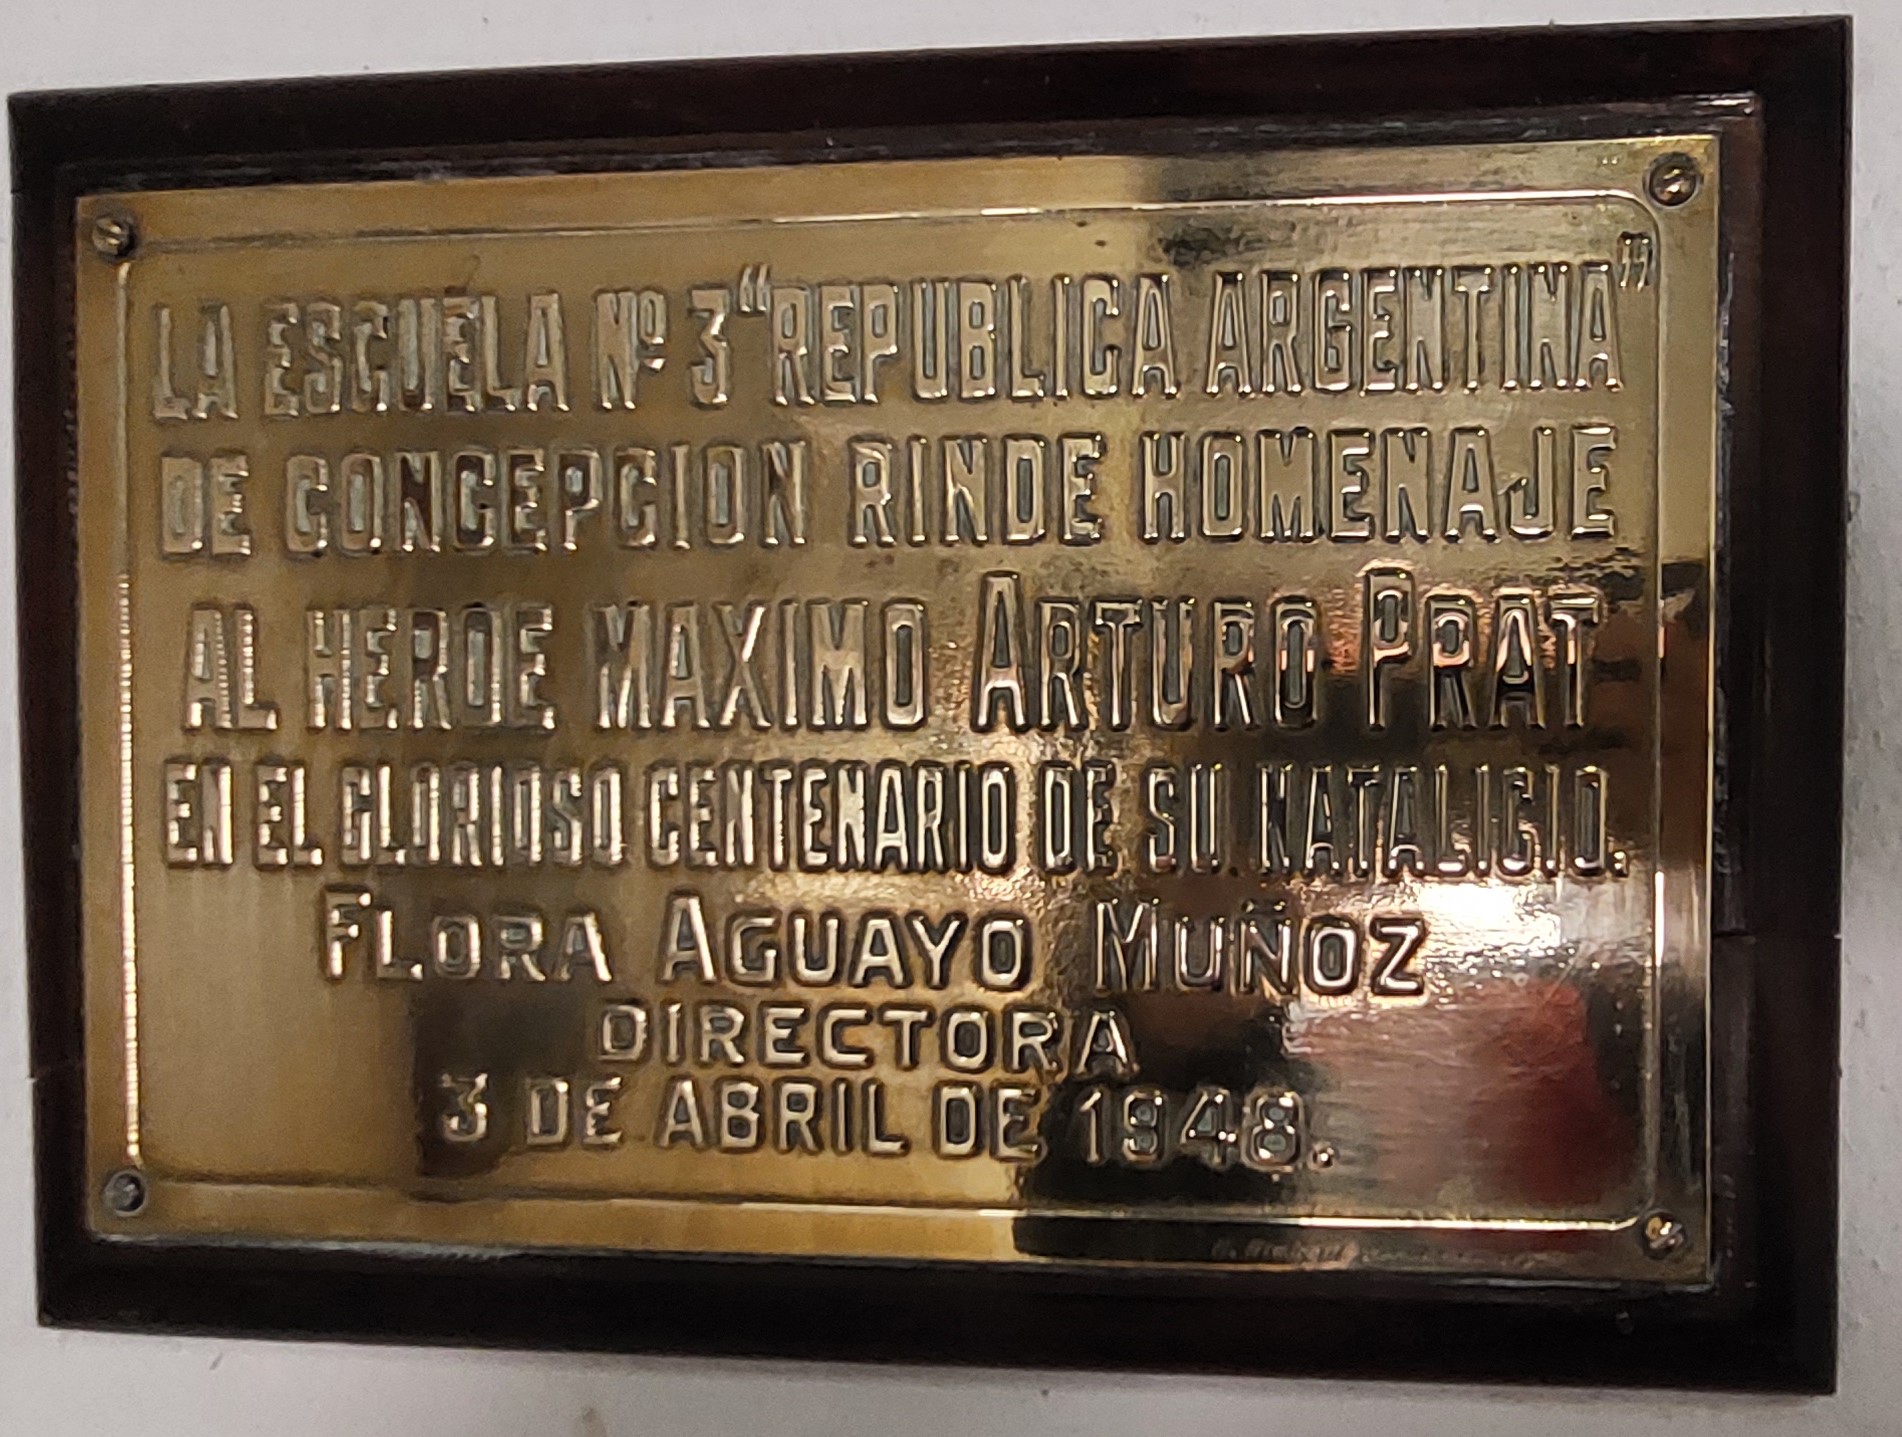 LA ESCUELA Nº 3 “REPUBLICA ARGENTINA”
DE CONCEPCION RINDE HOMENAJE
AL HEROE MAXIMO ARTURO PRAT
EN EL GLORIOSO CENTENARIO DE SU NATALICIO.
FLORA AGUAYO MUÑOZ
DIRECTORA
3 DE ABRIL DE 1948.